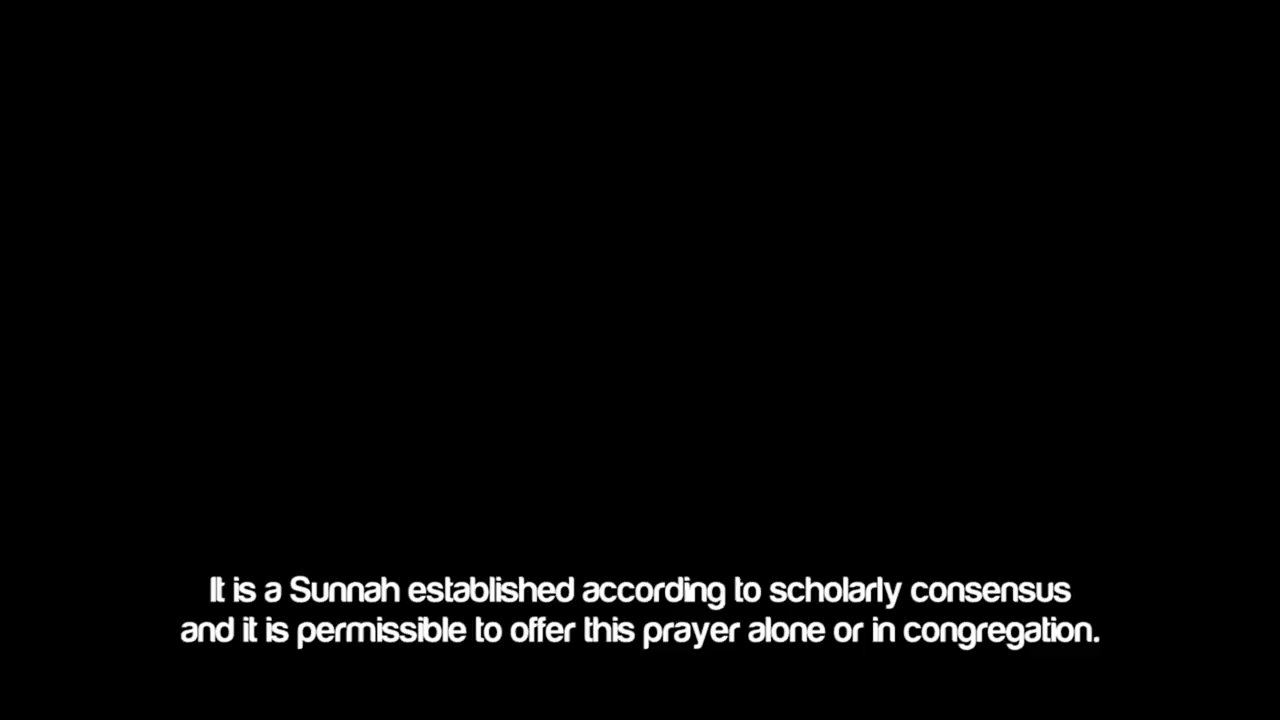 It is a Sunnah established according to scholarly consensus
and it is permissible to offer this prayer alone or in congregation.